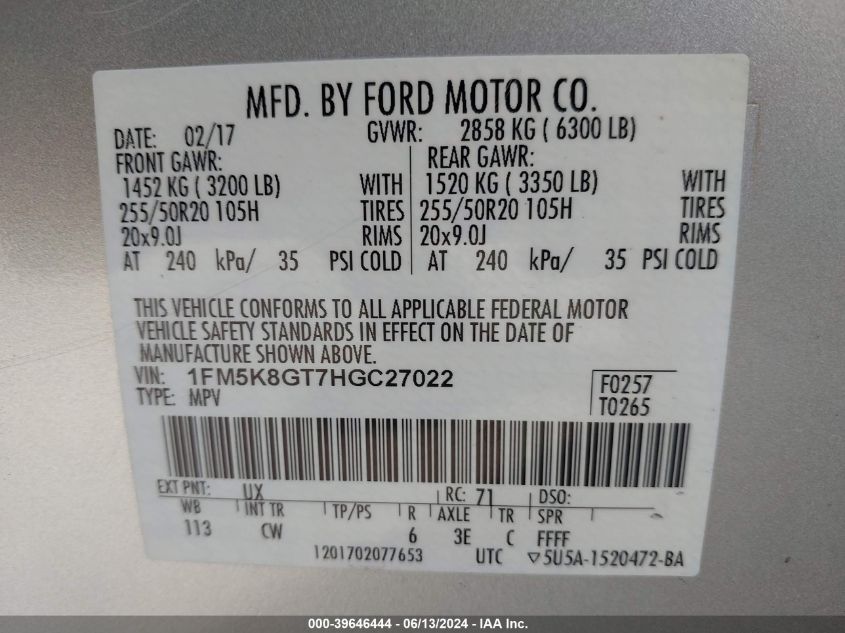 MFD. BY FORD MOTOR CO.
DATE: 02/17 GVWR: 2858 KG ( 6300 LB)
FRONT GAWR: REAR GAWR:
1452 KG ( 3200 LB) WITH 1520 KG ( 3350 LB) WITH
255/50R20 105H TIRES 255/50R20 105H TIRES
20x9.0J RIMS 20x9.0J RIMS
AT 240 kPa/ 35 PSI COLD AT 240 kPa/ 35 PSI COLD
THIS VEHICLE CONFORMS TO ALL APPLICABLE FEDERAL MOTOR
VEHICLE SAFETY STANDARDS IN EFFECT ON THE DATE OF
MANUFACTURE SHOWN ABOVE.
VIN: 1FM5K8GT7HGC27022 F0257
TYPE: MPV T0265
EXT PNT: UX RC: 71 DSO:
WB INT TR TP/PS R AXLE TR SPR
113 CW 6 3E C FFFF
1201702077653 UTC ▽5U5A-1520472-BA
000-39646444 / 06/13/2024 - IAA Inc.